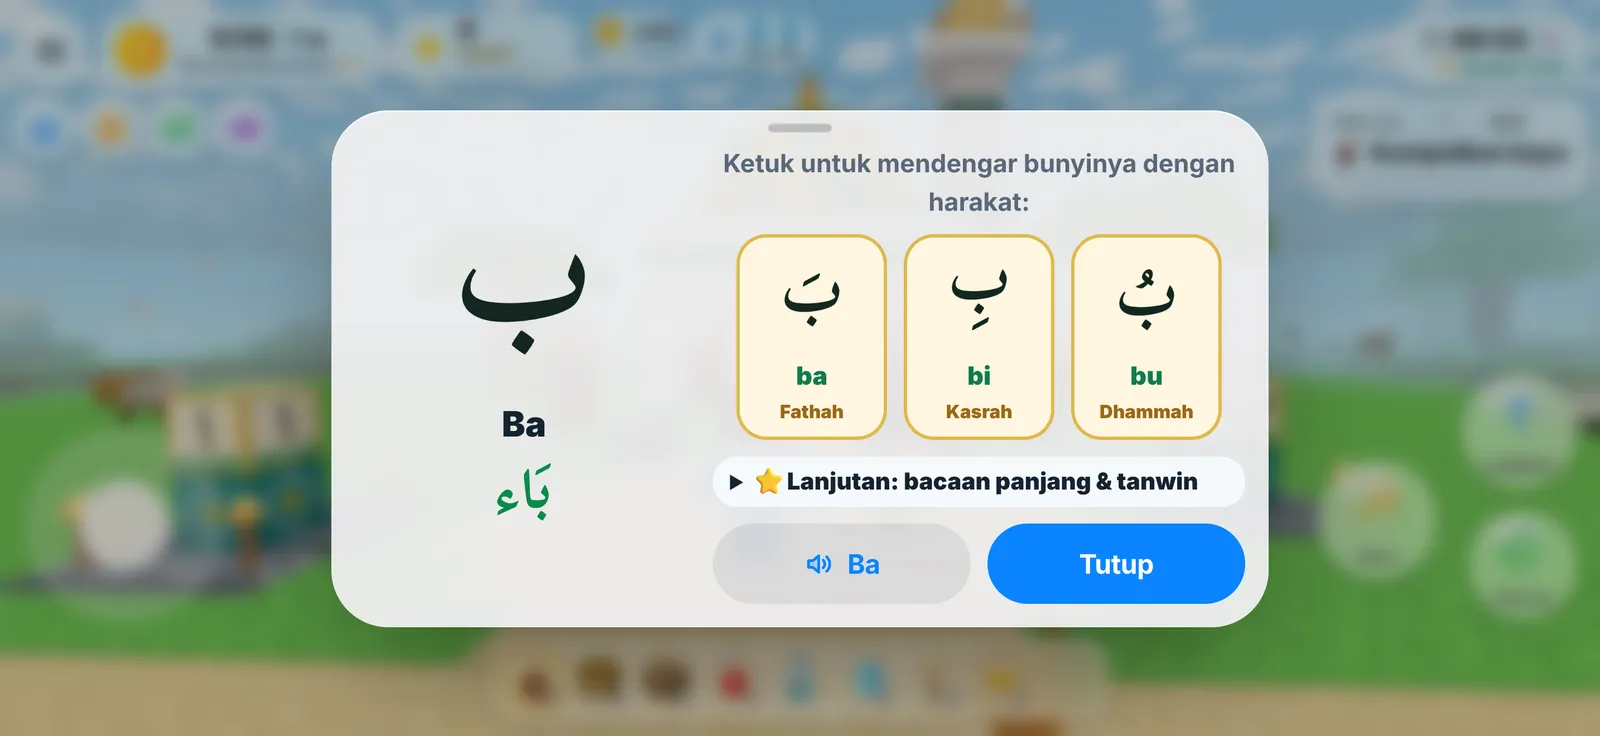 ب
Ba
بَاء
Ketuk untuk mendengar bunyinya dengan
harakat:
بَ
ba
Fathah
بِ
bi
Kasrah
بُ
bu
Dhammah
Lanjutan: bacaan panjang & tanwin
Ba
Tutup